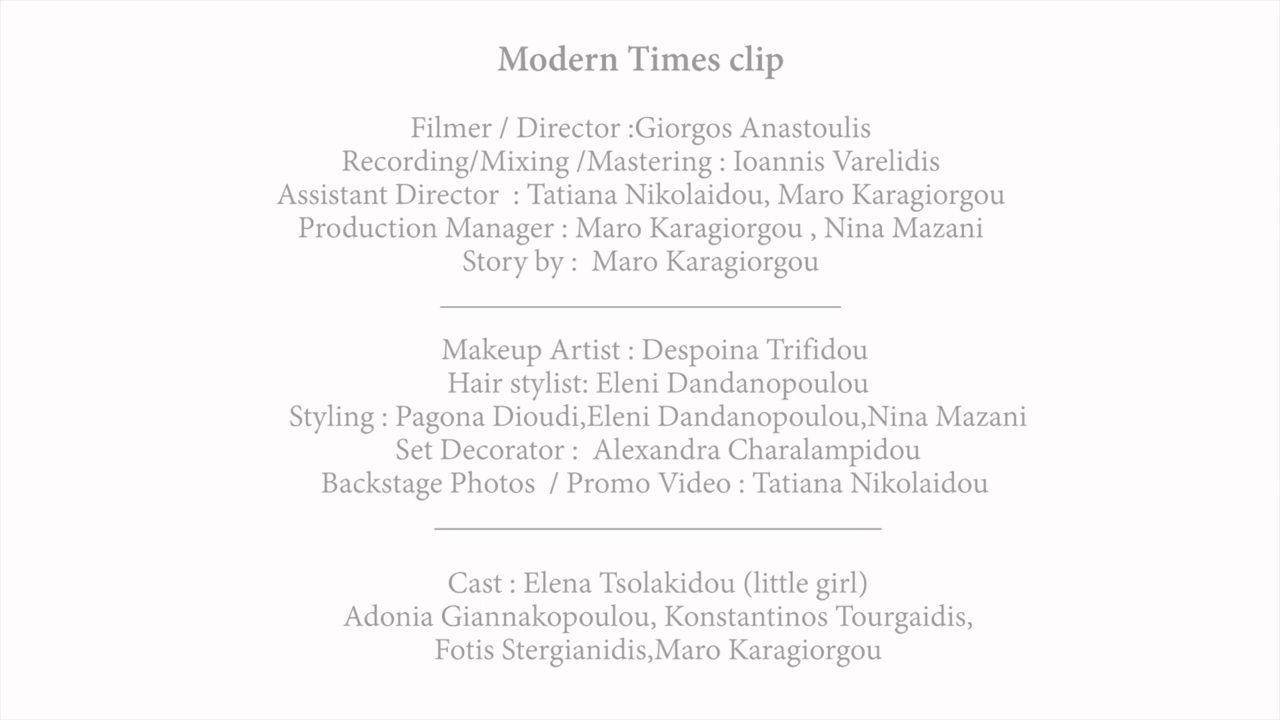 Modern Times clip
Filmer / Director :Giorgos Anastoulis
Recording/Mixing /Mastering : Ioannis Varelidis
Assistant Director  : Tatiana Nikolaidou, Maro Karagiorgou
Production Manager : Maro Karagiorgou , Nina Mazani
Story by :  Maro Karagiorgou
Makeup Artist : Despoina Trifidou
Hair stylist: Eleni Dandanopoulou
Styling : Pagona Dioudi,Eleni Dandanopoulou,Nina Mazani
Set Decorator :  Alexandra Charalampidou
Backstage Photos  / Promo Video : Tatiana Nikolaidou
Cast : Elena Tsolakidou (little girl)
Adonia Giannakopoulou, Konstantinos Tourgaidis,
Fotis Stergianidis,Maro Karagiorgou